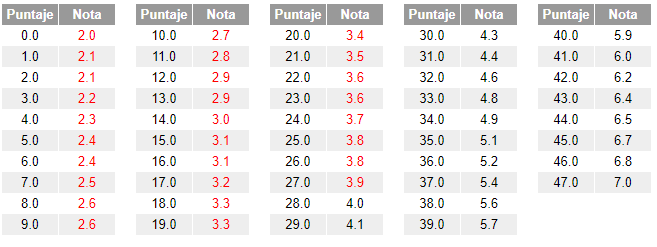 Puntaje Nota Puntaje Nota Puntaje Nota Puntaje Nota Puntaje Nota
0.0 2.0 10.0 2.7 20.0 3.4 30.0 4.3 40.0 5.9
1.0 2.1 11.0 2.8 21.0 3.5 31.0 4.4 41.0 6.0
2.0 2.1 12.0 2.9 22.0 3.6 32.0 4.6 42.0 6.2
3.0 2.2 13.0 2.9 23.0 3.6 33.0 4.8 43.0 6.4
4.0 2.3 14.0 3.0 24.0 3.7 34.0 4.9 44.0 6.5
5.0 2.4 15.0 3.1 25.0 3.8 35.0 5.1 45.0 6.7
6.0 2.4 16.0 3.1 26.0 3.8 36.0 5.2 46.0 6.8
7.0 2.5 17.0 3.2 27.0 3.9 37.0 5.4 47.0 7.0
8.0 2.6 18.0 3.3 28.0 4.0 38.0 5.6
9.0 2.6 19.0 3.3 29.0 4.1 39.0 5.7